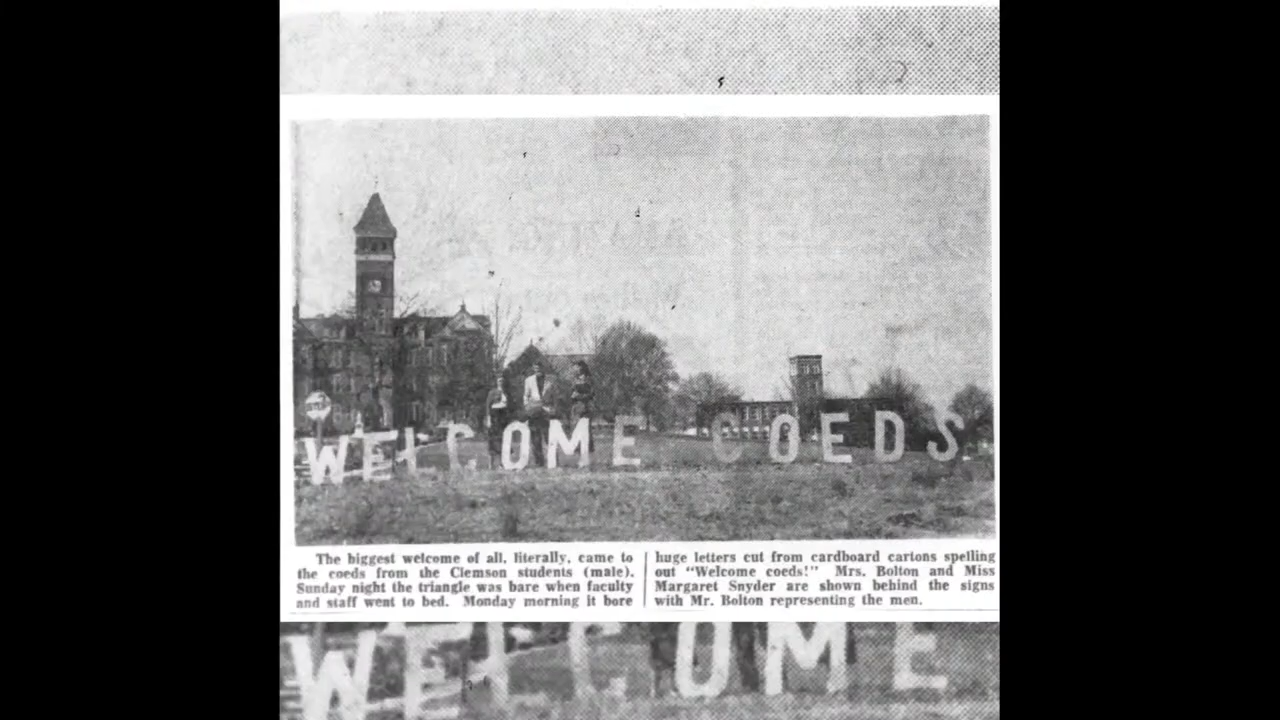 WELCOME COEDS
The biggest welcome of all, literally, came to
the coeds from the Clemson students (male).
Sunday night the triangle was bare when faculty
and staff went to bed. Monday morning it bore
huge letters cut from cardboard cartons spelling
out "Welcome coeds!" Mrs. Bolton and Miss
Margaret Snyder are shown behind the signs
with Mr. Bolton representing the men.
WELCOME